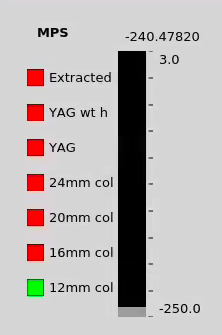 MPS
-240.47820
3.0
Extracted
YAG wt h
YAG
24mm col
20mm col
16mm col
12mm col
-250.0